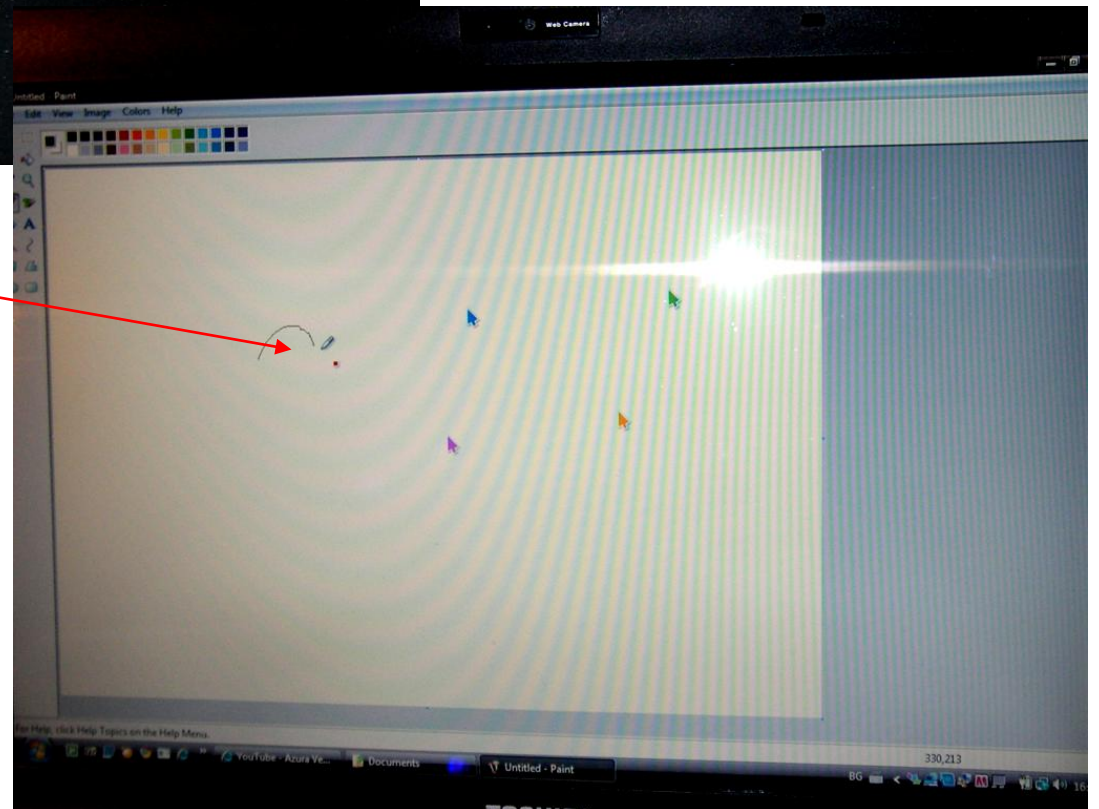 Web Camera
Untitled Paint
Edit View Image Colors Help
For Help, click Help Topics on the Help Menu.
330,213
YouTube - Azura Ve...
Documents
Untitled - Paint
BG
16: